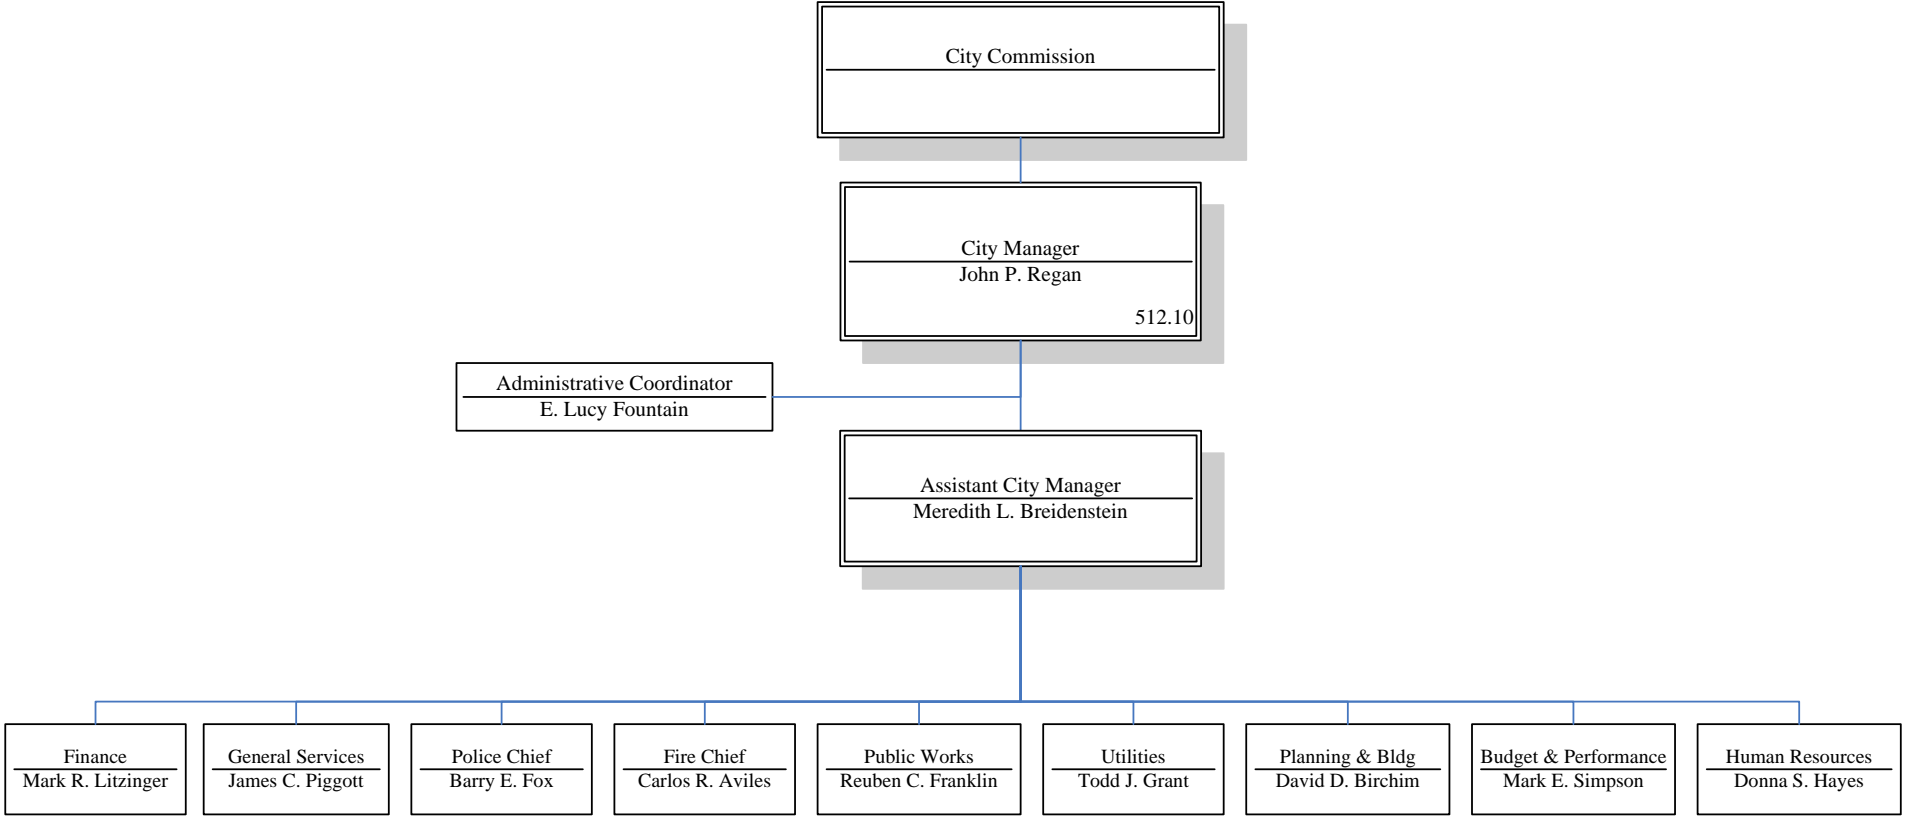 City Commission
City Manager
John P. Regan
512.10
Administrative Coordinator
E. Lucy Fountain
Assistant City Manager
Meredith L. Breidenstein
Finance
Mark R. Litzinger
General Services
James C. Piggott
Police Chief
Barry E. Fox
Fire Chief
Carlos R. Aviles
Public Works
Reuben C. Franklin
Utilities
Todd J. Grant
Planning & Bldg
David D. Birchim
Budget & Performance
Mark E. Simpson
Human Resources
Donna S. Hayes